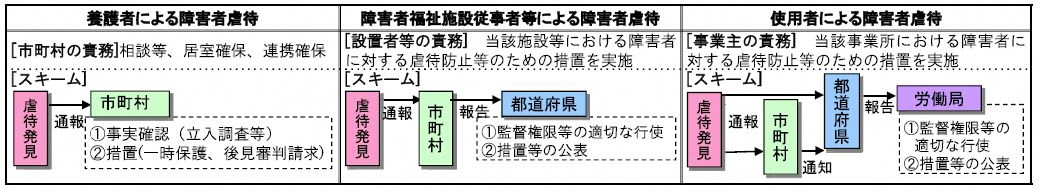 養護者による障害者虐待
[市町村の責務]相談等、居室確保、連携確保
[スキーム]
虐待発見
通報
市町村
①事実確認（立入調査等）
②措置(一時保護、後見審判請求)
障害者福祉施設従事者等による障害者虐待
[設置者等の責務]　当該施設等における障害者
に対する虐待防止等のための措置を実施
[スキーム]
虐待発見
通報
市町村
報告
都道府県
①監督権限等の適切な行使
②措置等の公表
使用者による障害者虐待
[事業主の責務]　当該事業所における障害者に
対する虐待防止等のための措置を実施
[スキーム]
虐待発見
通報
市町村
通知
都道府県
報告
労働局
①監督権限等の
適切な行使
②措置等の公表